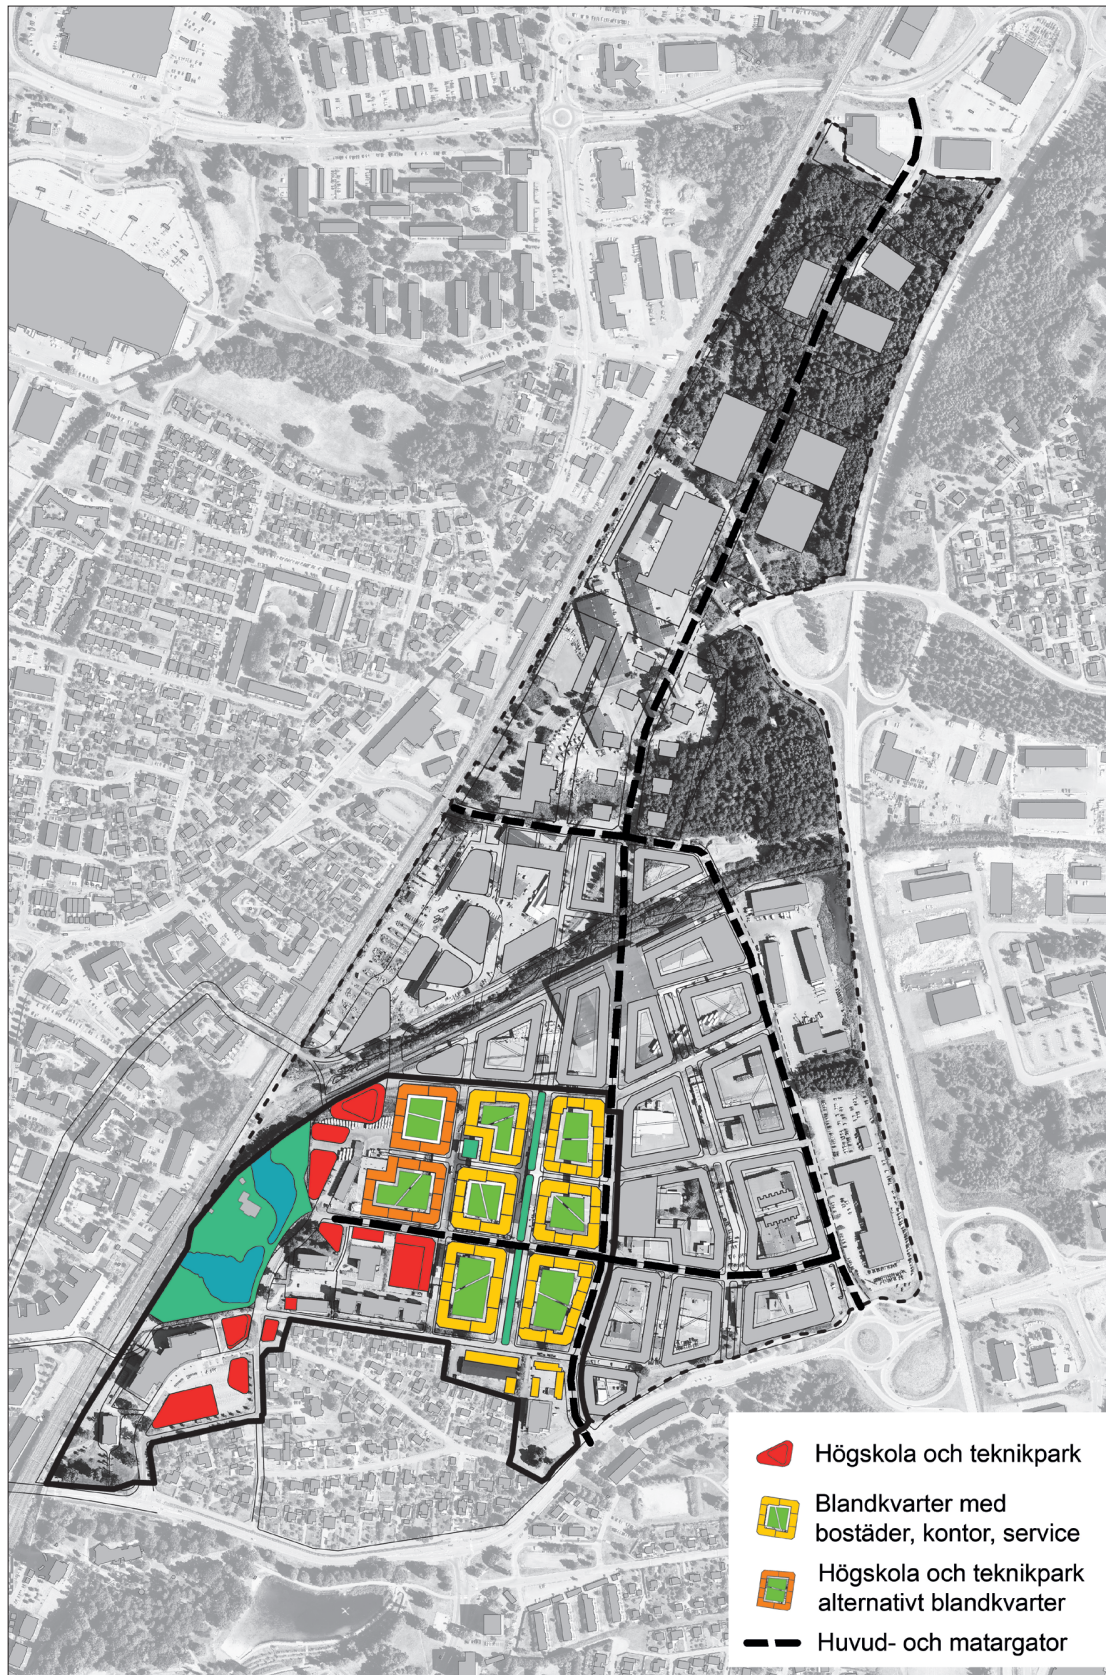 Högskola och teknikpark
Blandkvarter med
bostäder, kontor, service
Högskola och teknikpark
alternativt blandkvarter
Huvud- och matargator